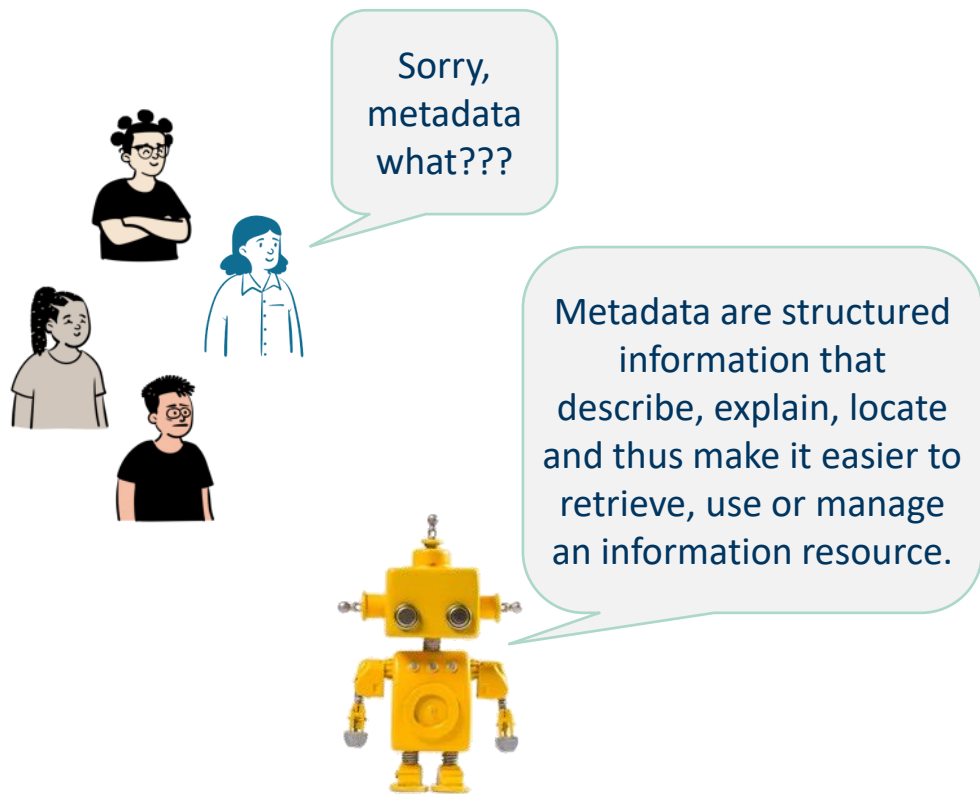 Sorry,
metadata
what???
Metadata are structured
information that
describe, explain, locate
and thus make it easier to
retrieve, use or manage
an information resource.